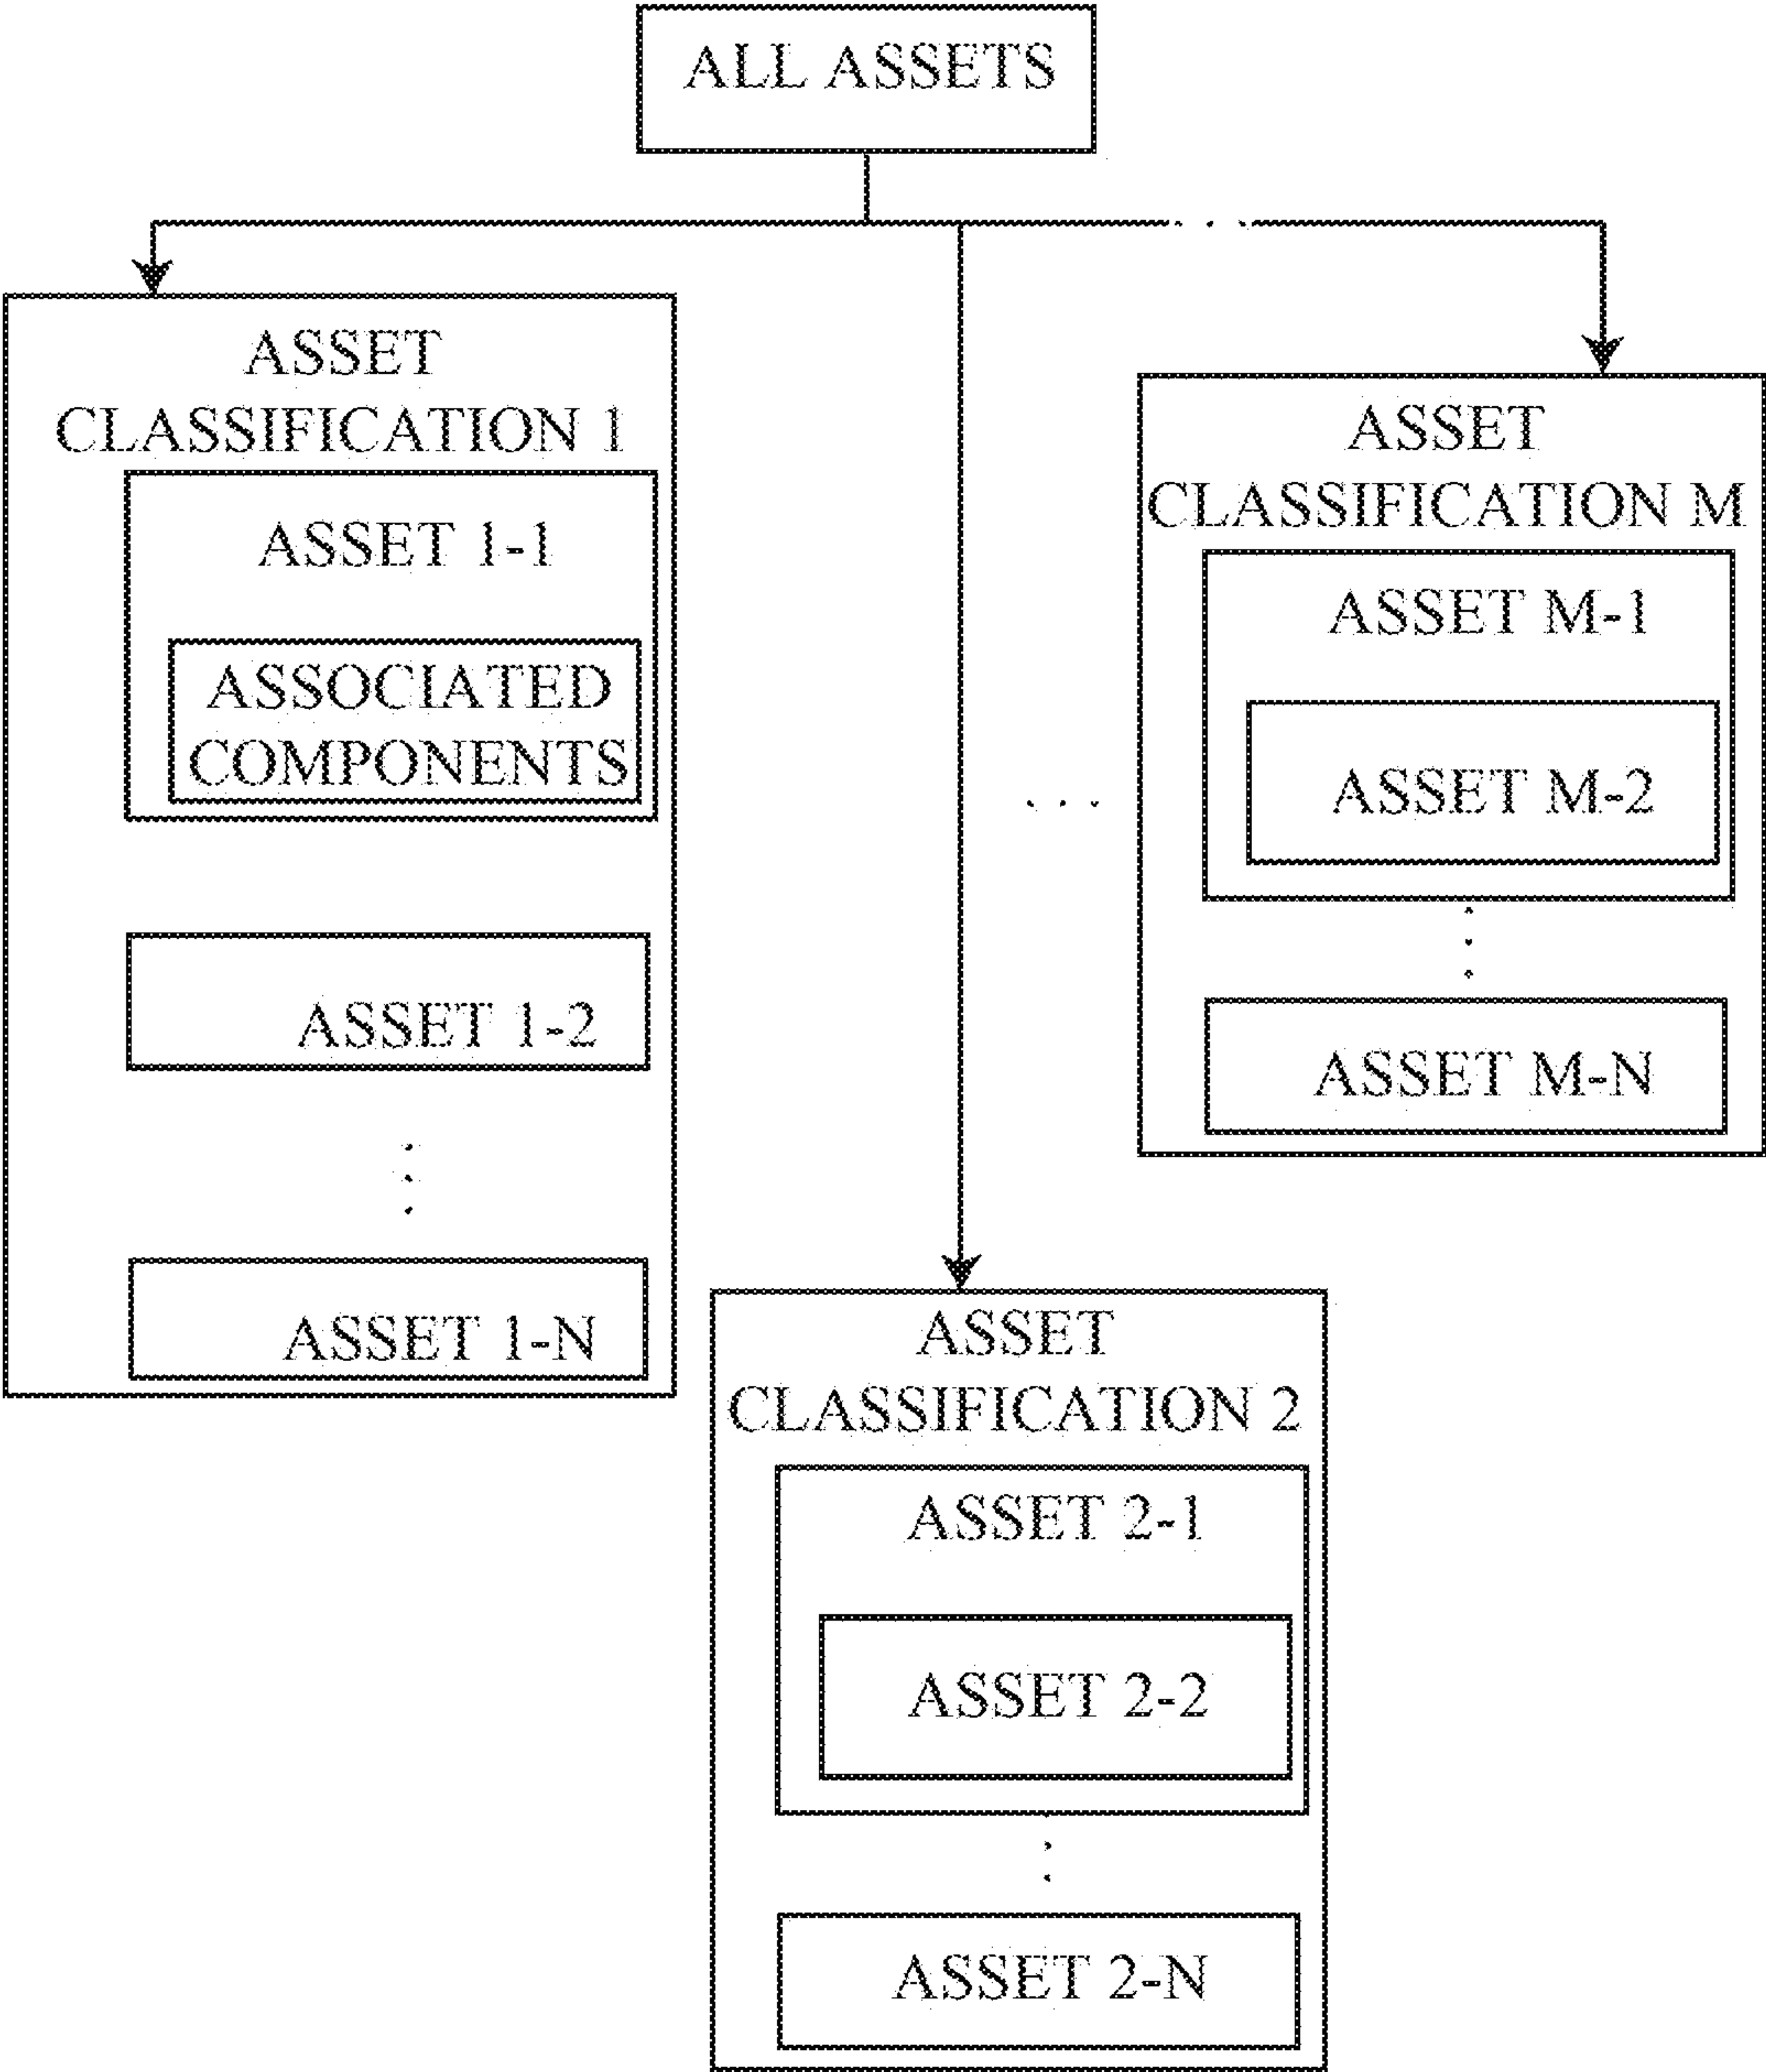 ALL ASSETS
ASSET
CLASSIFICATION 1
ASSET 1-1
ASSOCIATED
COMPONENTS
ASSET 1-2
ASSET 1-N
ASSET
CLASSIFICATION 2
ASSET 2-1
ASSET 2-2
ASSET 2-N
ASSET
CLASSIFICATION M
ASSET M-1
ASSET M-2
ASSET M-N